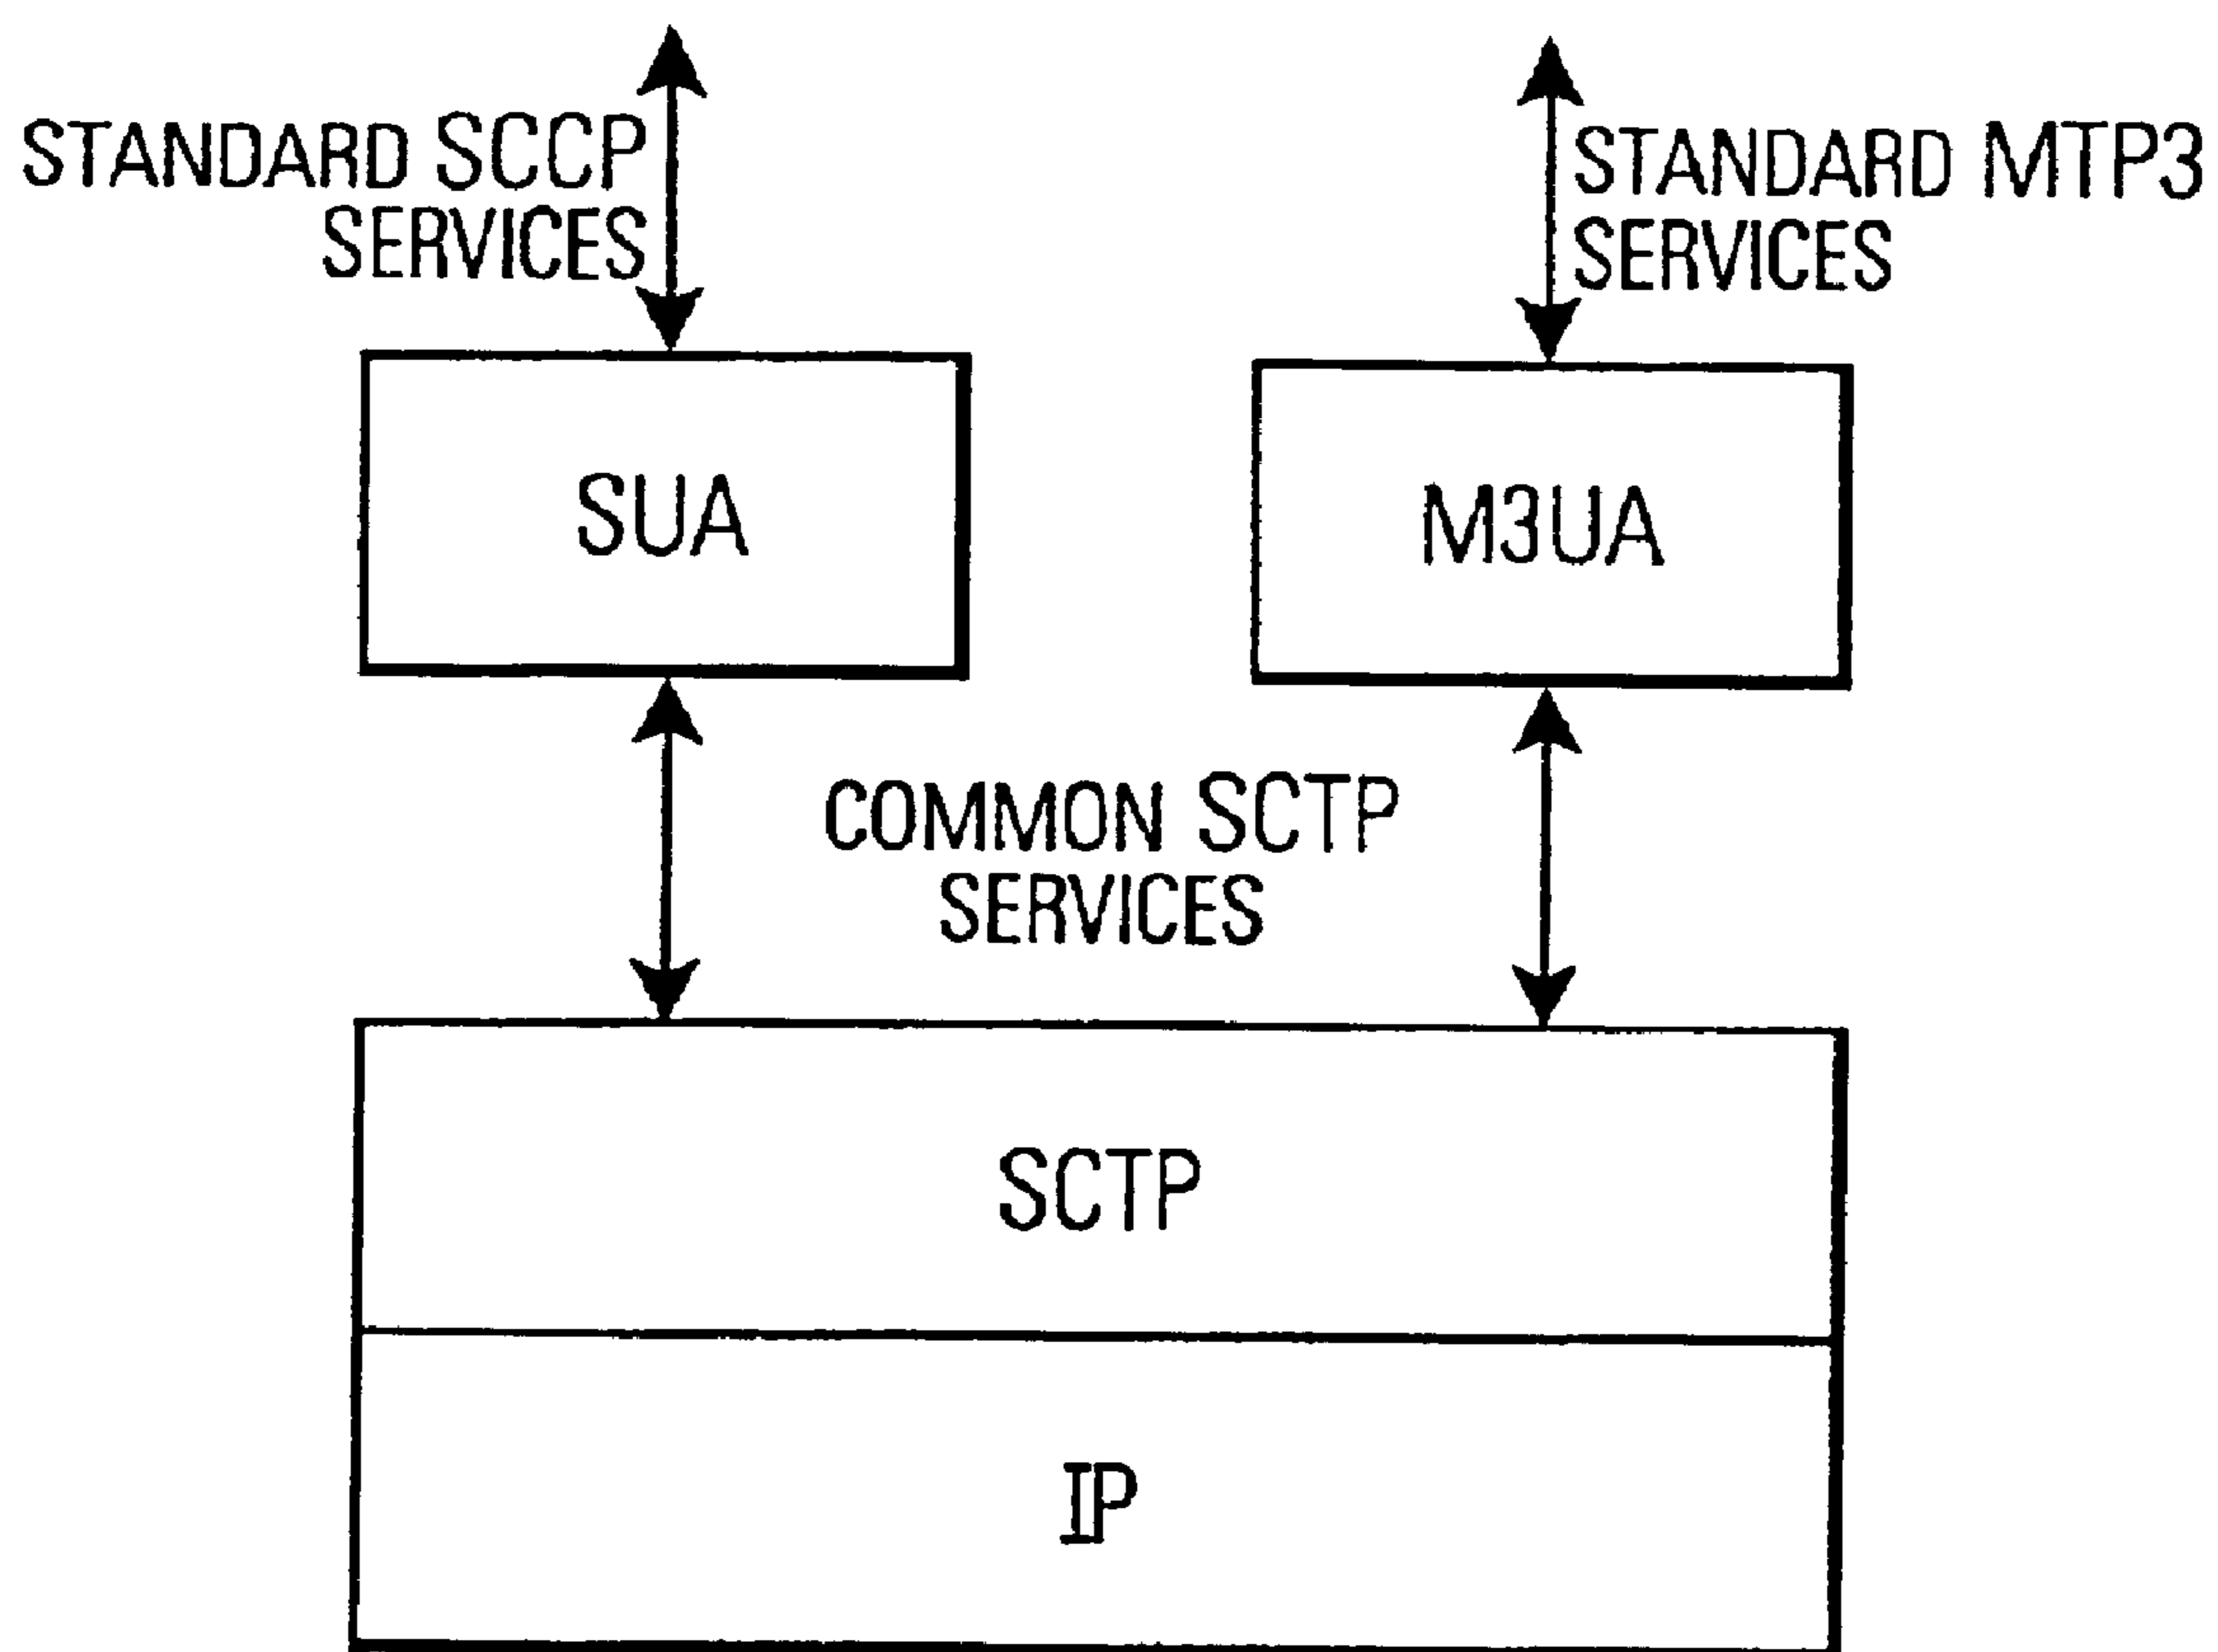 STANDARD SCCP
SERVICES
STANDARD MTP3
SERVICES
SUA
M3UA
COMMON SCTP
SERVICES
SCTP
IP